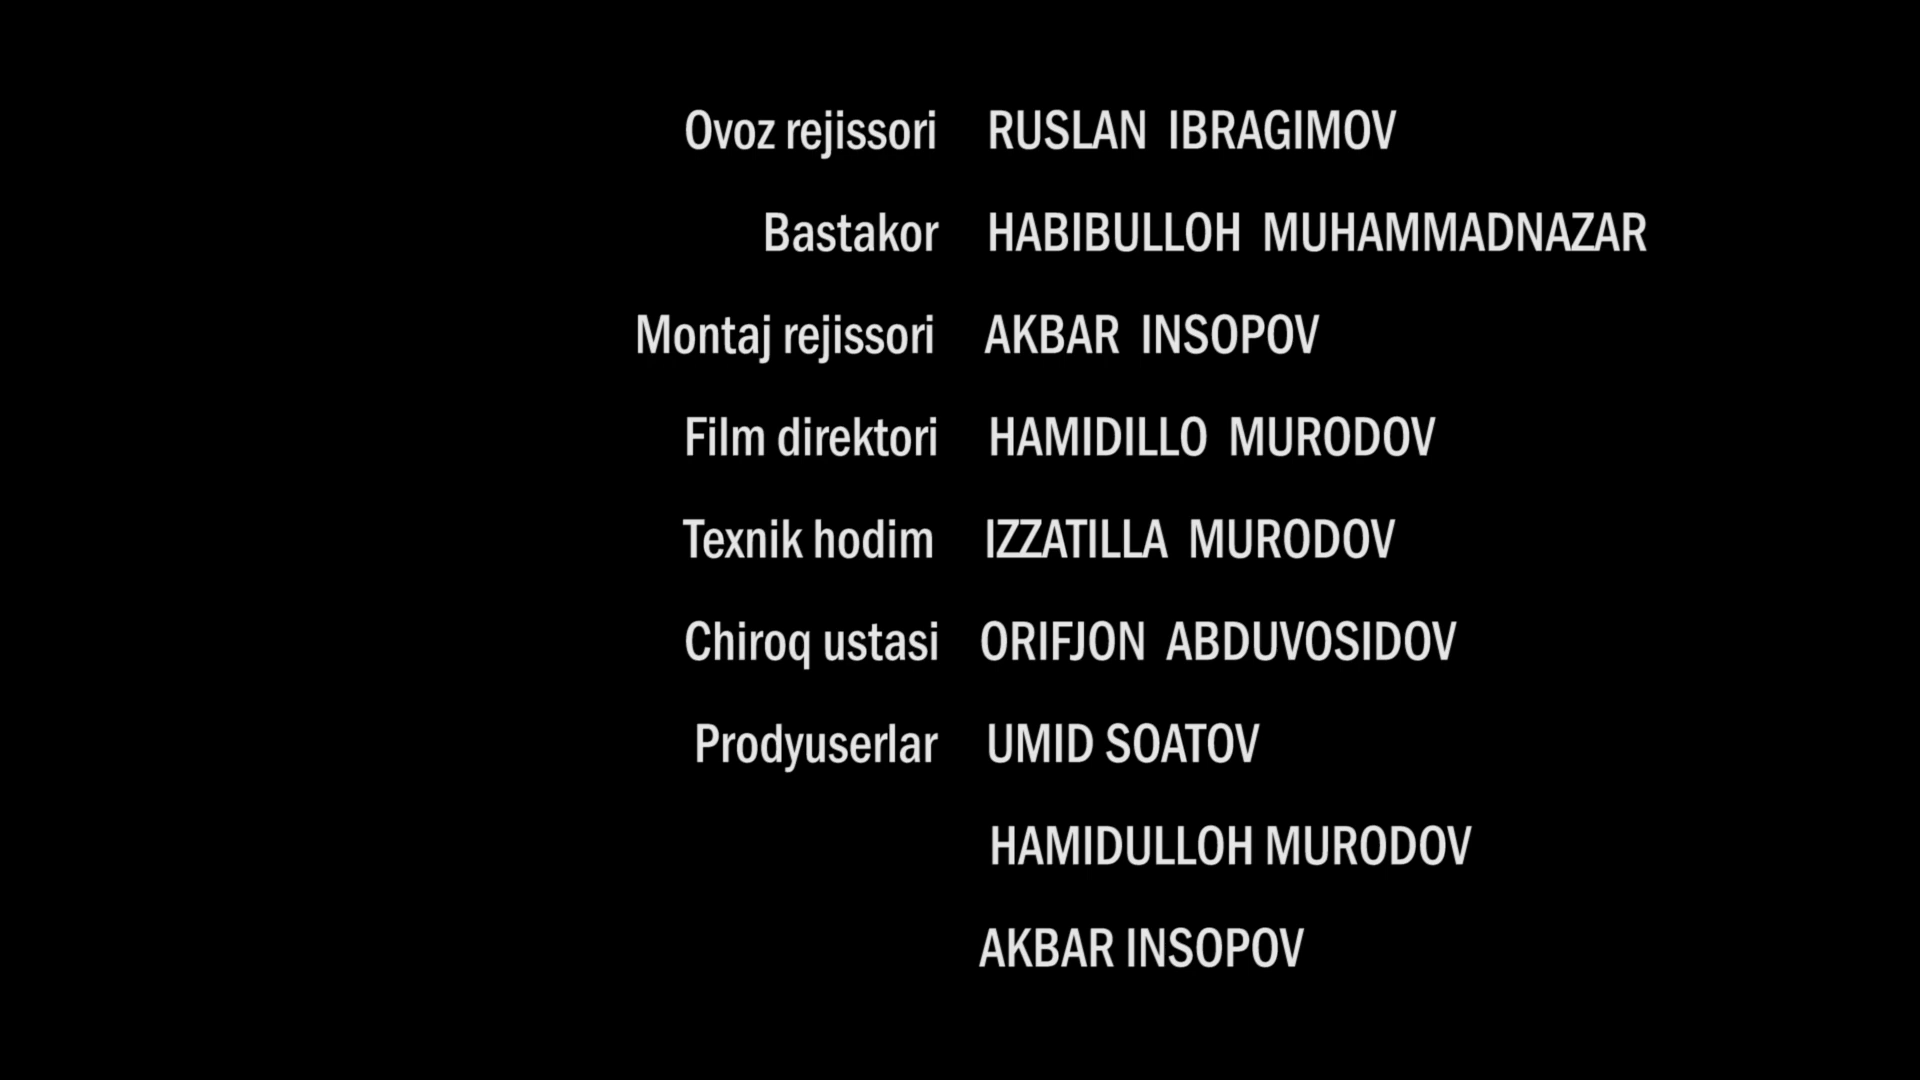 Ovoz rejissori RUSLAN IBRAGIMOV
Bastakor HABIBULLOH MUHAMMADNAZAR
Montaj rejissori AKBAR INSOPOV
Film direktori HAMIDILLO MURODOV
Texnik hodim IZZATILLA MURODOV
Chiroq ustasi ORIFJON ABDUVOSIDOV
Prodyuserlar UMID SOATOV
HAMIDULLOH MURODOV
AKBAR INSOPOV